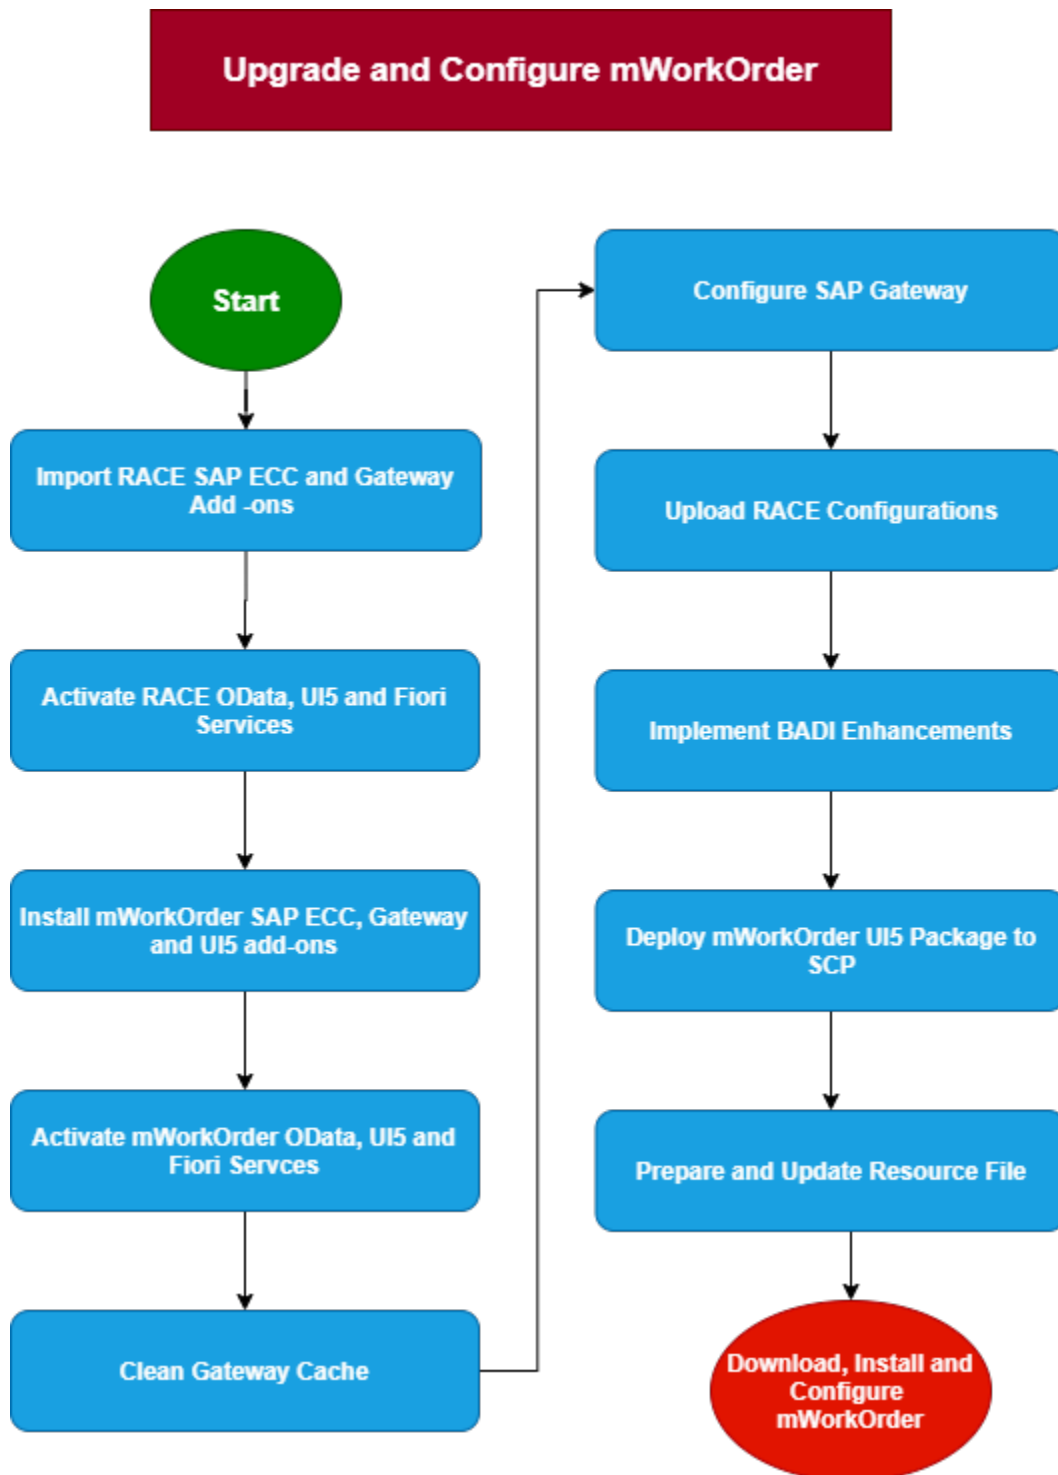 Upgrade and Configure mWorkOrder
Start
Import RACE SAP ECC and Gateway
Add -ons
Activate RACE OData, UI5 and Fiori
Services
Install mWorkOrder SAP ECC, Gateway
and UI5 add-ons
Activate mWorkOrder OData, UI5 and
Fiori Servces
Clean Gateway Cache
Configure SAP Gateway
Upload RACE Configurations
Implement BADI Enhancements
Deploy mWorkOrder UI5 Package to
SCP
Prepare and Update Resource File
Download, Install and
Configure
mWorkOrder